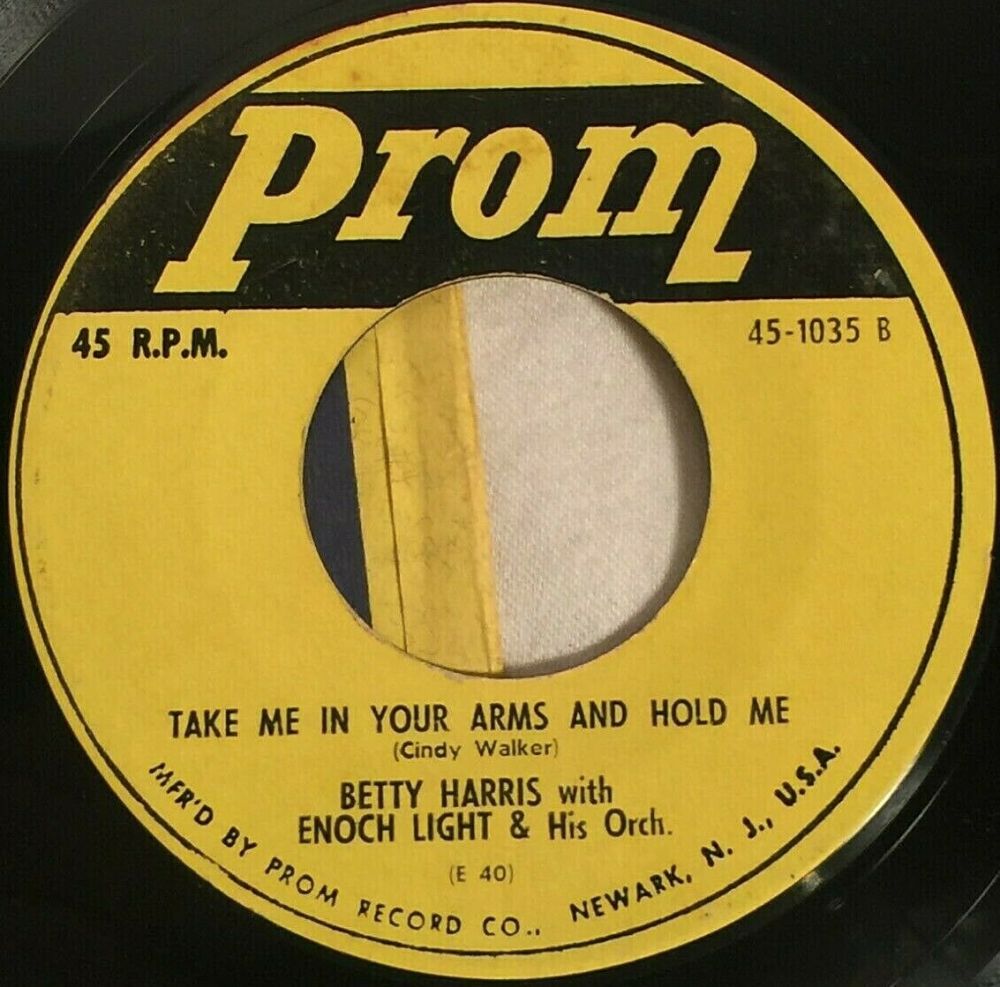 Prom
45 R.P.M.
45-1035 B
TAKE ME IN YOUR ARMS AND HOLD ME
(Cindy Walker)
BETTY HARRIS with
ENOCH LIGHT & His Orch.
(E 40)
MFR'D BY PROM RECORD CO., NEWARK, N. J., U.S.A.